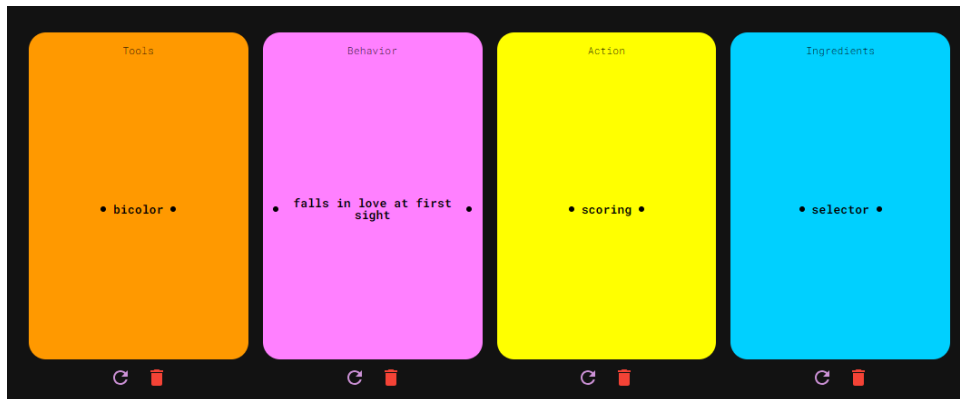 Tools
Behavior
Action
Ingredients
• bicolor •
• falls in love at first •
sight
• scoring •
• selector •